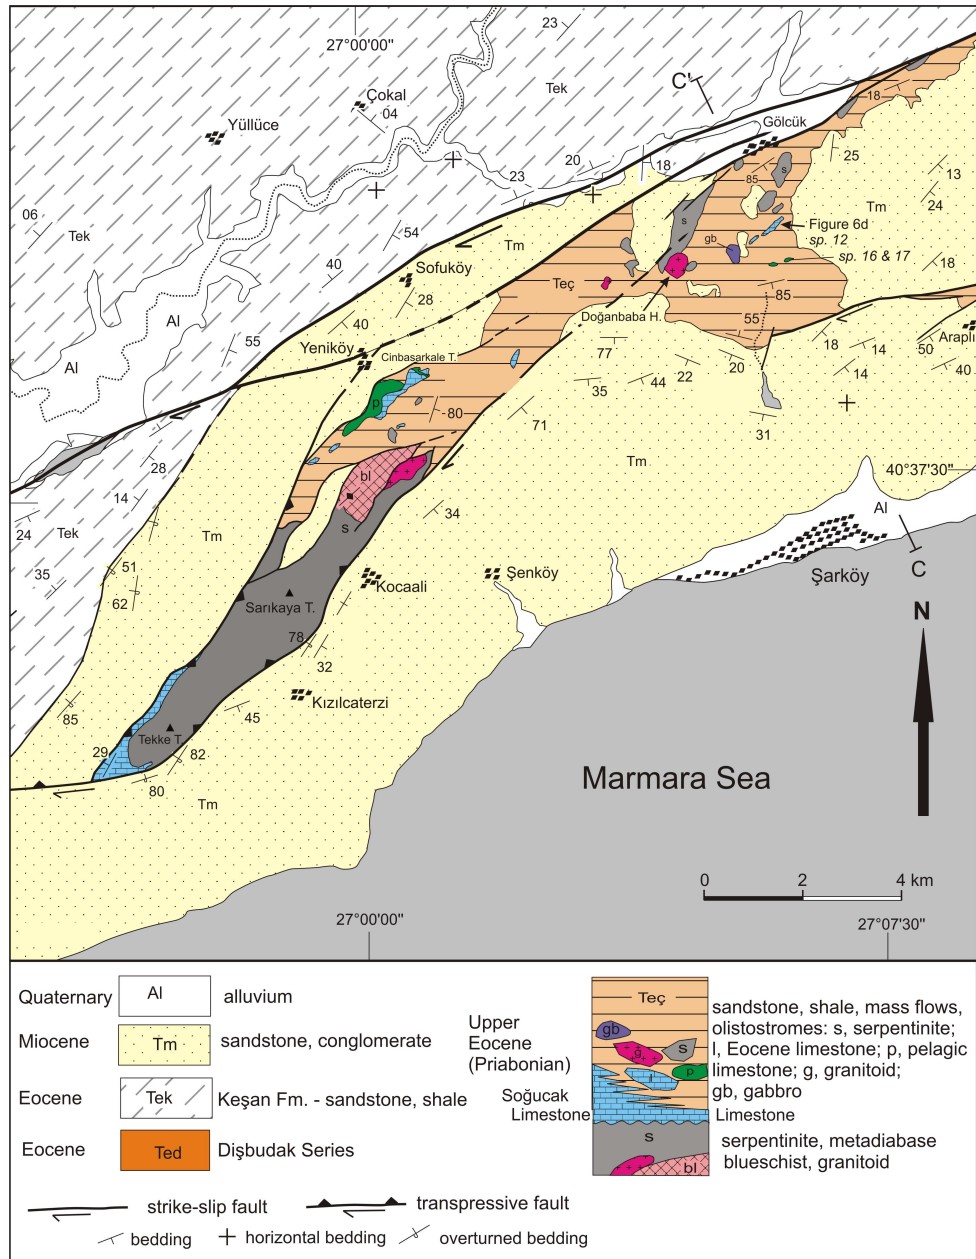 23
27°00'00"
C'
Tek
Çokal
04
Yüllüce
18
Gölcük
20
18
25
13
23
85
s
Tm
24
06
Tek
54
s
Figure 6d
sp. 12
Tm
gb
sp. 16 & 17
40
Sofuköy
18
28
Teç
85
Al
Doğanbaba H.
55
40
55
Yeniköy
18
50
Araplı
Cinbasarkale T.
77
14
Al
22
20
44
35
14
40
p
80
71
31
Tm
28
bl
40°37'30"
14
34
Al
24
Tek
Tm
s
51
Şenköy
Şarköy
C
35
Kocaali
62
Sarıkaya T.
N
78
32
Kızılcaterzi
85
45
Tekke T.
29
82
80
Marmara Sea
Tm
0 2 4 km
27°00'00"
27°07'30"
Quaternary Al alluvium
Miocene Tm sandstone, conglomerate
Eocene Tek Keşan Fm. - sandstone, shale
Eocene Ted Dişbudak Series
strike-slip fault transpressive fault
bedding horizontal bedding overturned bedding
Upper
Eocene
(Priabonian)
Soğucak
Limestone
Teç
gb
g
s
l
p
s
bl
sandstone, shale, mass flows,
olistostromes: s, serpentinite;
l, Eocene limestone; p, pelagic
limestone; g, granitoid;
gb, gabbro
Limestone
serpentinite, metadiabase
blueschist, granitoid